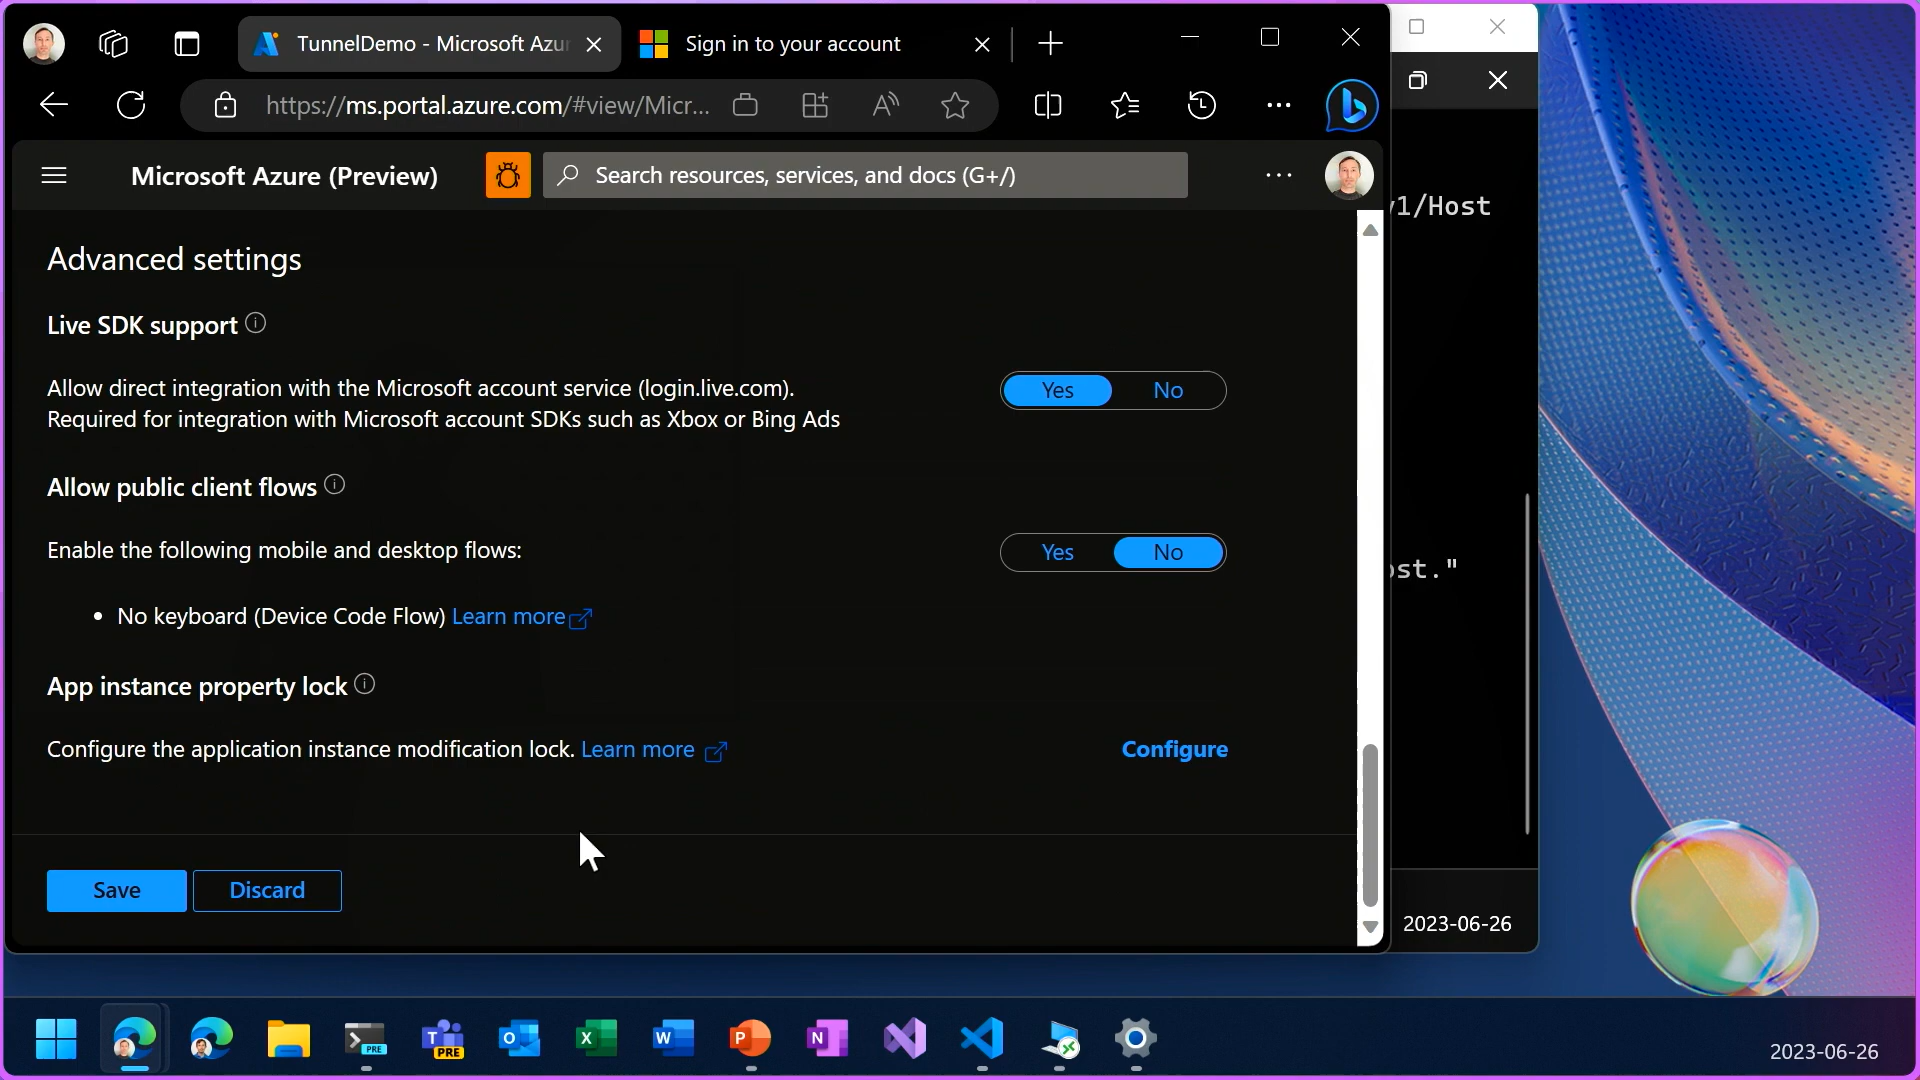 TunnelDemo - Microsoft Azur
Sign in to your account
https://ms.portal.azure.com/#view/Micr...
Microsoft Azure (Preview)
Search resources, services, and docs (G+/)
v1/Host
Advanced settings
Live SDK support
Allow direct integration with the Microsoft account service (login.live.com).
Required for integration with Microsoft account SDKs such as Xbox or Bing Ads
Yes No
Allow public client flows
Enable the following mobile and desktop flows:
Yes No
ost."
No keyboard (Device Code Flow) Learn more
App instance property lock
Configure the application instance modification lock. Learn more
Configure
Save Discard
2023-06-26
PRE
T
PRE
O
X
W
P
N
2023-06-26